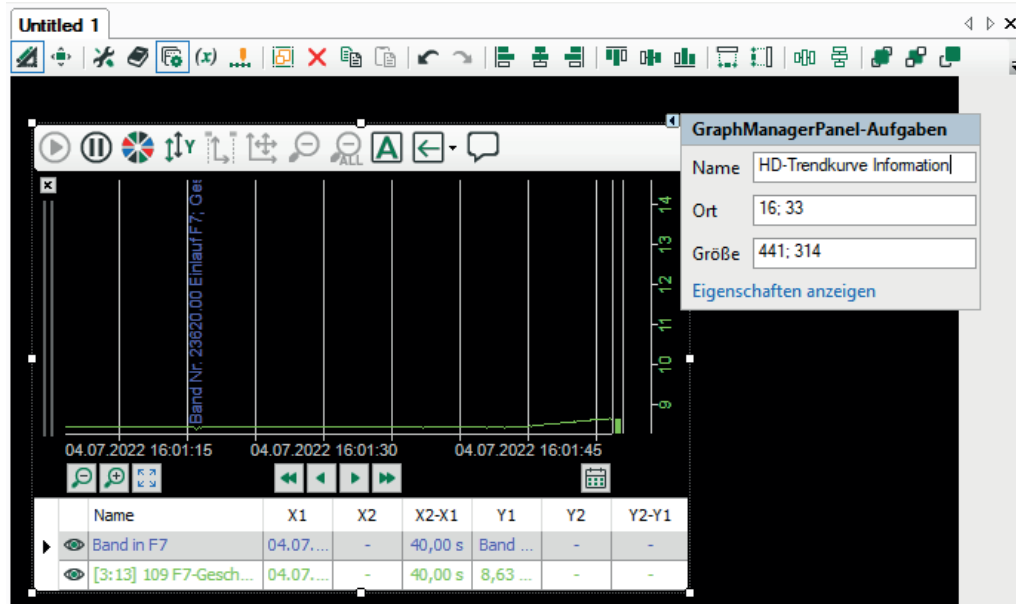 Untitled 1
(x)
GraphManagerPanel-Aufgaben
Name HD-Trendkurve Information
Ort 16; 33
Größe 441; 314
Eigenschaften anzeigen
Y
ALL
A
Band Nr. 23620.00 Einlauf F7; Ges
14
13
12
11
10
9
04.07.2022 16:01:15 04.07.2022 16:01:30 04.07.2022 16:01:45
Name X1 X2 X2-X1 Y1 Y2 Y2-Y1
Band in F7 04.07.... - 40,00 s Band ... - -
[3:13] 109 F7-Gesch... 04.07.... - 40,00 s 8,63 ... - -